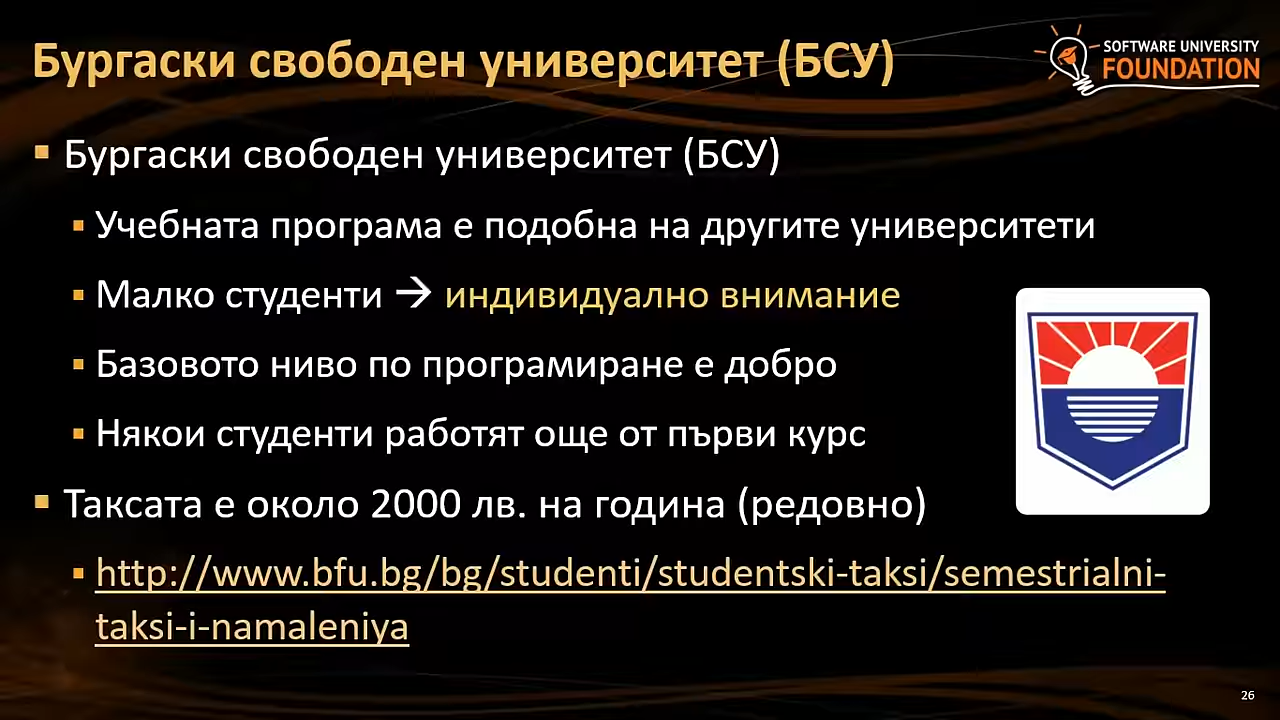 Бургаски свободен университет (БСУ)
SOFTWARE UNIVERSITY
FOUNDATION
Бургаски свободен университет (БСУ)
Учебната програма е подобна на другите университети
Малко студенти → индивидуално внимание
Базовото ниво по програмиране е добро
Някои студенти работят още от първи курс
Таксата е около 2000 лв. на година (редовно)
http://www.bfu.bg/bg/studenti/studentski-taksi/semestrialni-
taksi-i-namaleniya
26